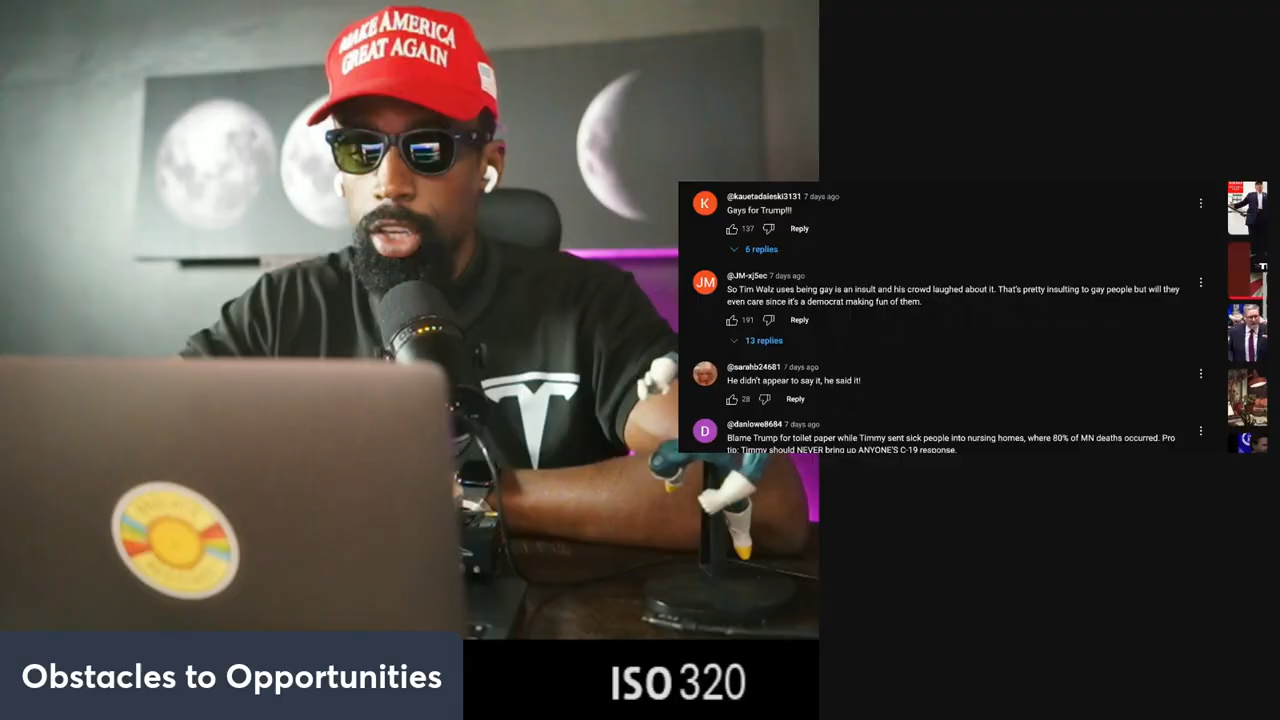 MAKE AMERICA
GREAT AGAIN
K
@kauetadaleski3131 7 days ago
Gays for Trump!!!
137 Reply
6 replies
JM
@JM-xj5ec 7 days ago
So Tim Walz uses being gay is an insult and his crowd laughed about it. That's pretty insulting to gay people but will they
even care since it's a democrat making fun of them.
191 Reply
13 replies
@sarahb24681 7 days ago
He didn't appear to say it, he said it!
28 Reply
D
@danlowe8684 7 days ago
Blame Trump for toilet paper while Timmy sent sick people into nursing homes, where 80% of MN deaths occurred. Pro
tip: Timmy should NEVER bring up ANYONE'S C-19 response.
Obstacles to Opportunities
ISO 320